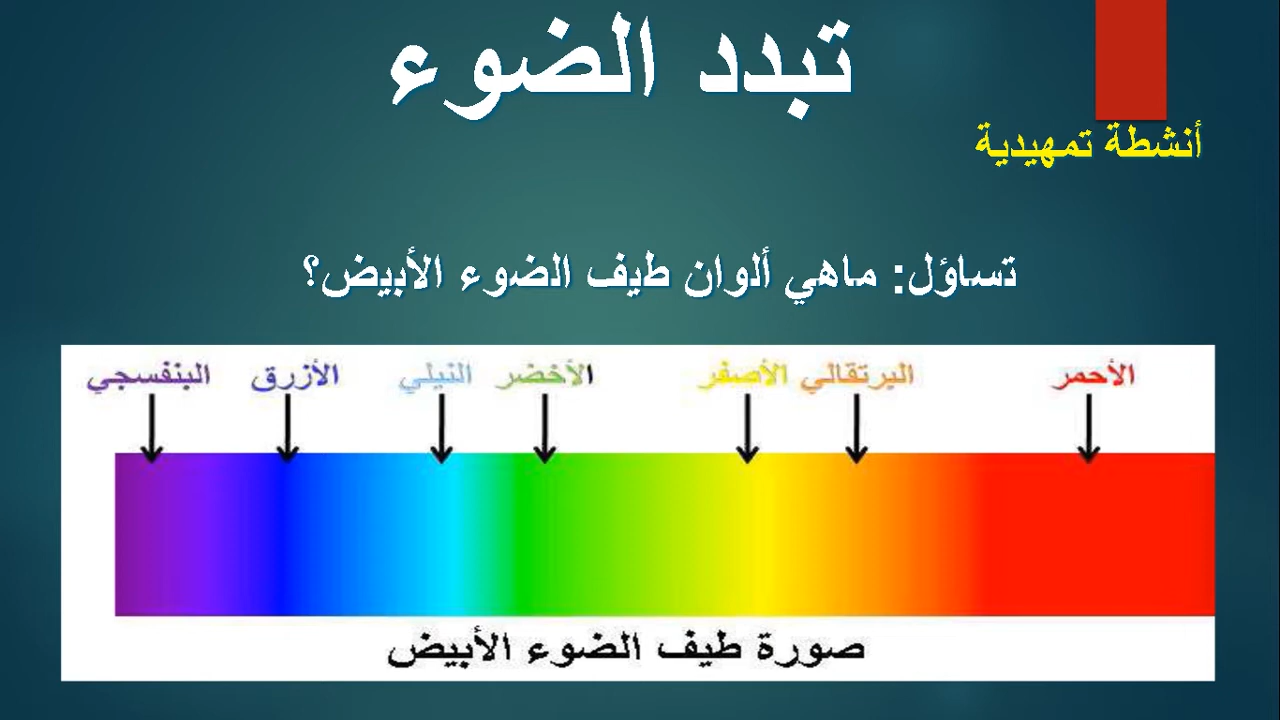 تبدد الضوء
أنشطة تمهيدية
تساؤل: ماهي ألوان طيف الضوء الأبيض؟
الأحمر البرتقالي الأصفر الأخضر النيلي الأزرق البنفسجي
صورة طيف الضوء الأبيض